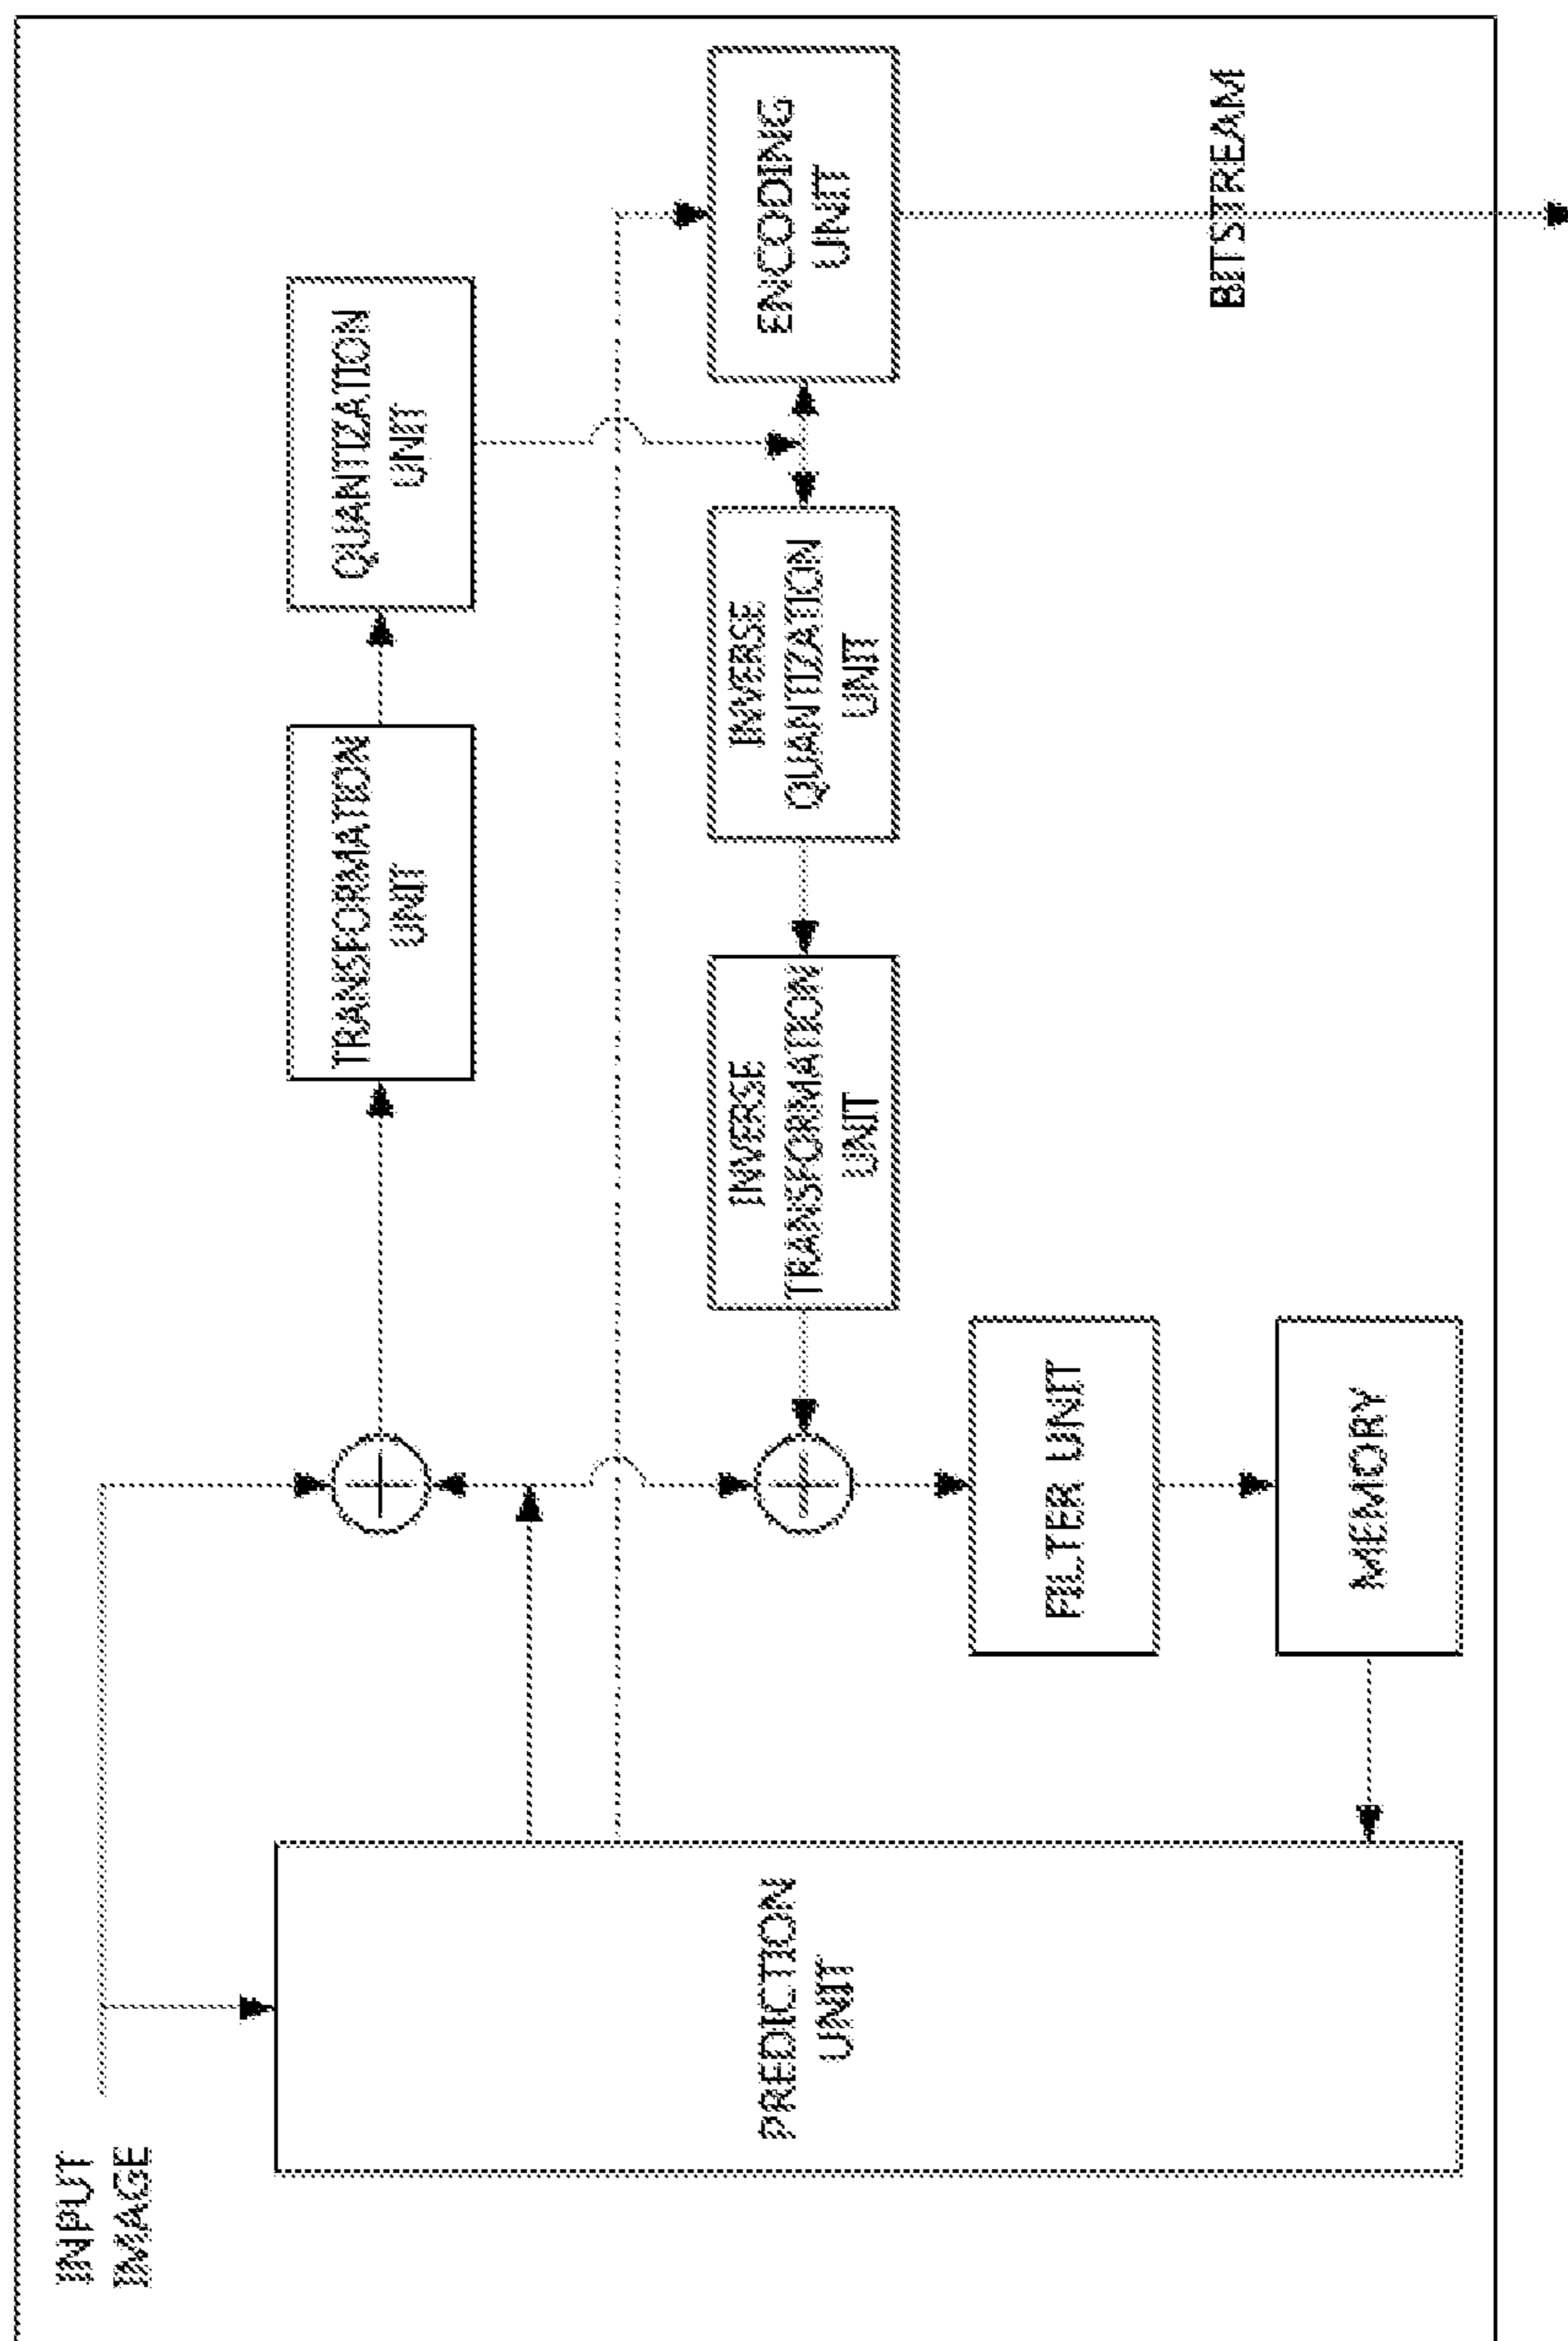 INPUT
IMAGE
TRANSFORMATION
UNIT
QUANTIZATION
UNIT
PREDICTION
UNIT
INVERSE
TRANSFORMATION
UNIT
INVERSE
QUANTIZATION
UNIT
ENCODING
UNIT
FILTER UNIT
BITSTREAM
MEMORY